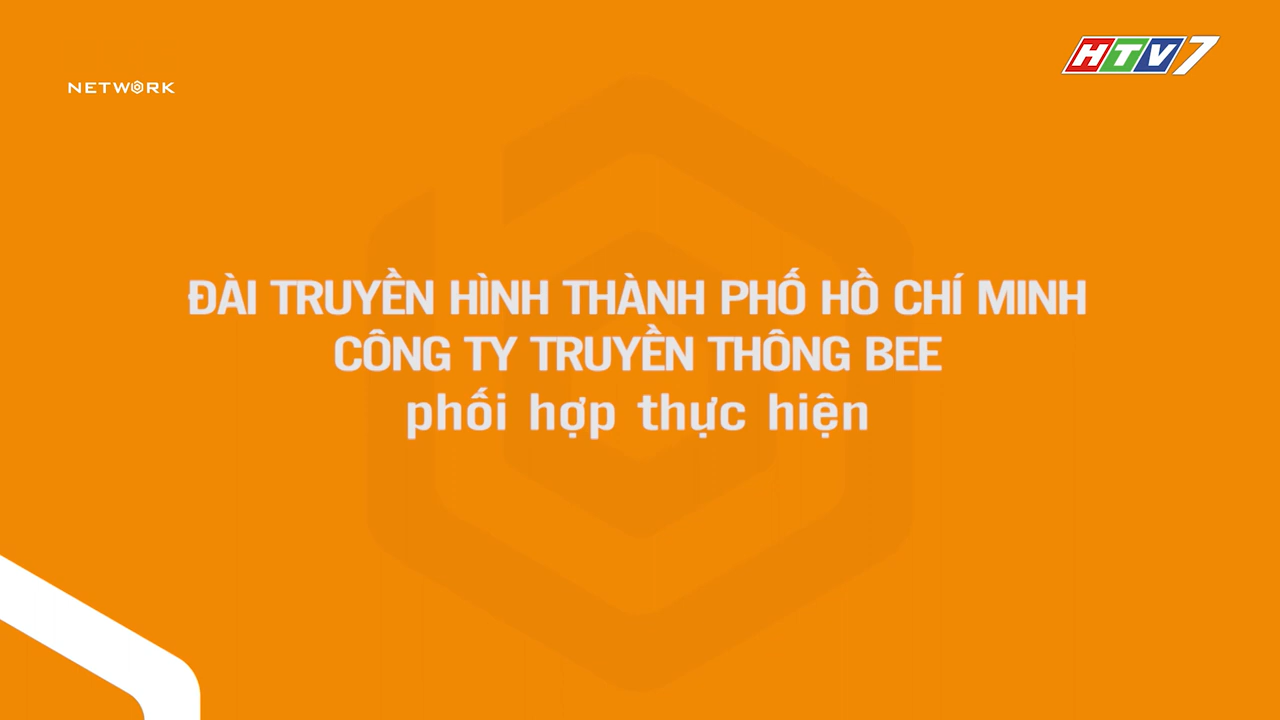 NETWORK
HTV7
ĐÀI TRUYỀN HÌNH THÀNH PHỐ HỒ CHÍ MINH
CÔNG TY TRUYỀN THÔNG BEE
phối hợp thực hiện